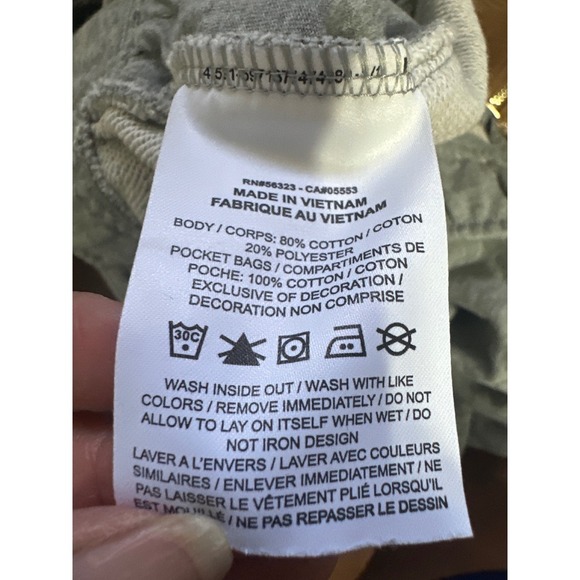 RN#56323 - CA#05553
MADE IN VIETNAM
FABRIQUE AU VIETNAM
BODY / CORPS: 80% COTTON / COTON
20% POLYESTER
POCKET BAGS / COMPARTIMENTS DE
POCHE: 100% COTTON / COTON
EXCLUSIVE OF DECORATION /
DECORATION NON COMPRISE
30C
WASH INSIDE OUT / WASH WITH LIKE
COLORS / REMOVE IMMEDIATELY / DO NOT
ALLOW TO LAY ON ITSELF WHEN WET / DO
NOT IRON DESIGN
LAVER A L'ENVERS / LAVER AVEC COULEURS
SIMILAIRES / ENLEVER IMMEDIATEMENT / NE
PAS LAISSER LE VÊTEMENT PLIÉ LORSQU'IL
EST MOUILLÉ / NE PAS REPASSER LE DESSIN